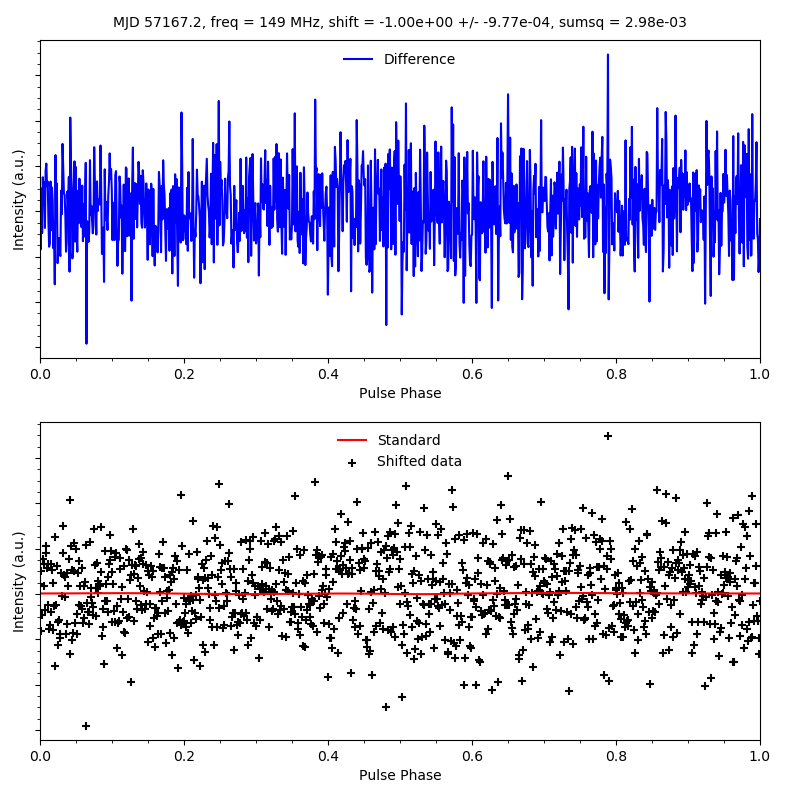 MJD 57167.2, freq = 149 MHz, shift = -1.00e+00 +/- -9.77e-04, sumsq = 2.98e-03
Difference
Intensity (a.u.)
0.0 0.2 0.4 0.6 0.8 1.0
Pulse Phase
Standard
Shifted data
Intensity (a.u.)
0.0 0.2 0.4 0.6 0.8 1.0
Pulse Phase